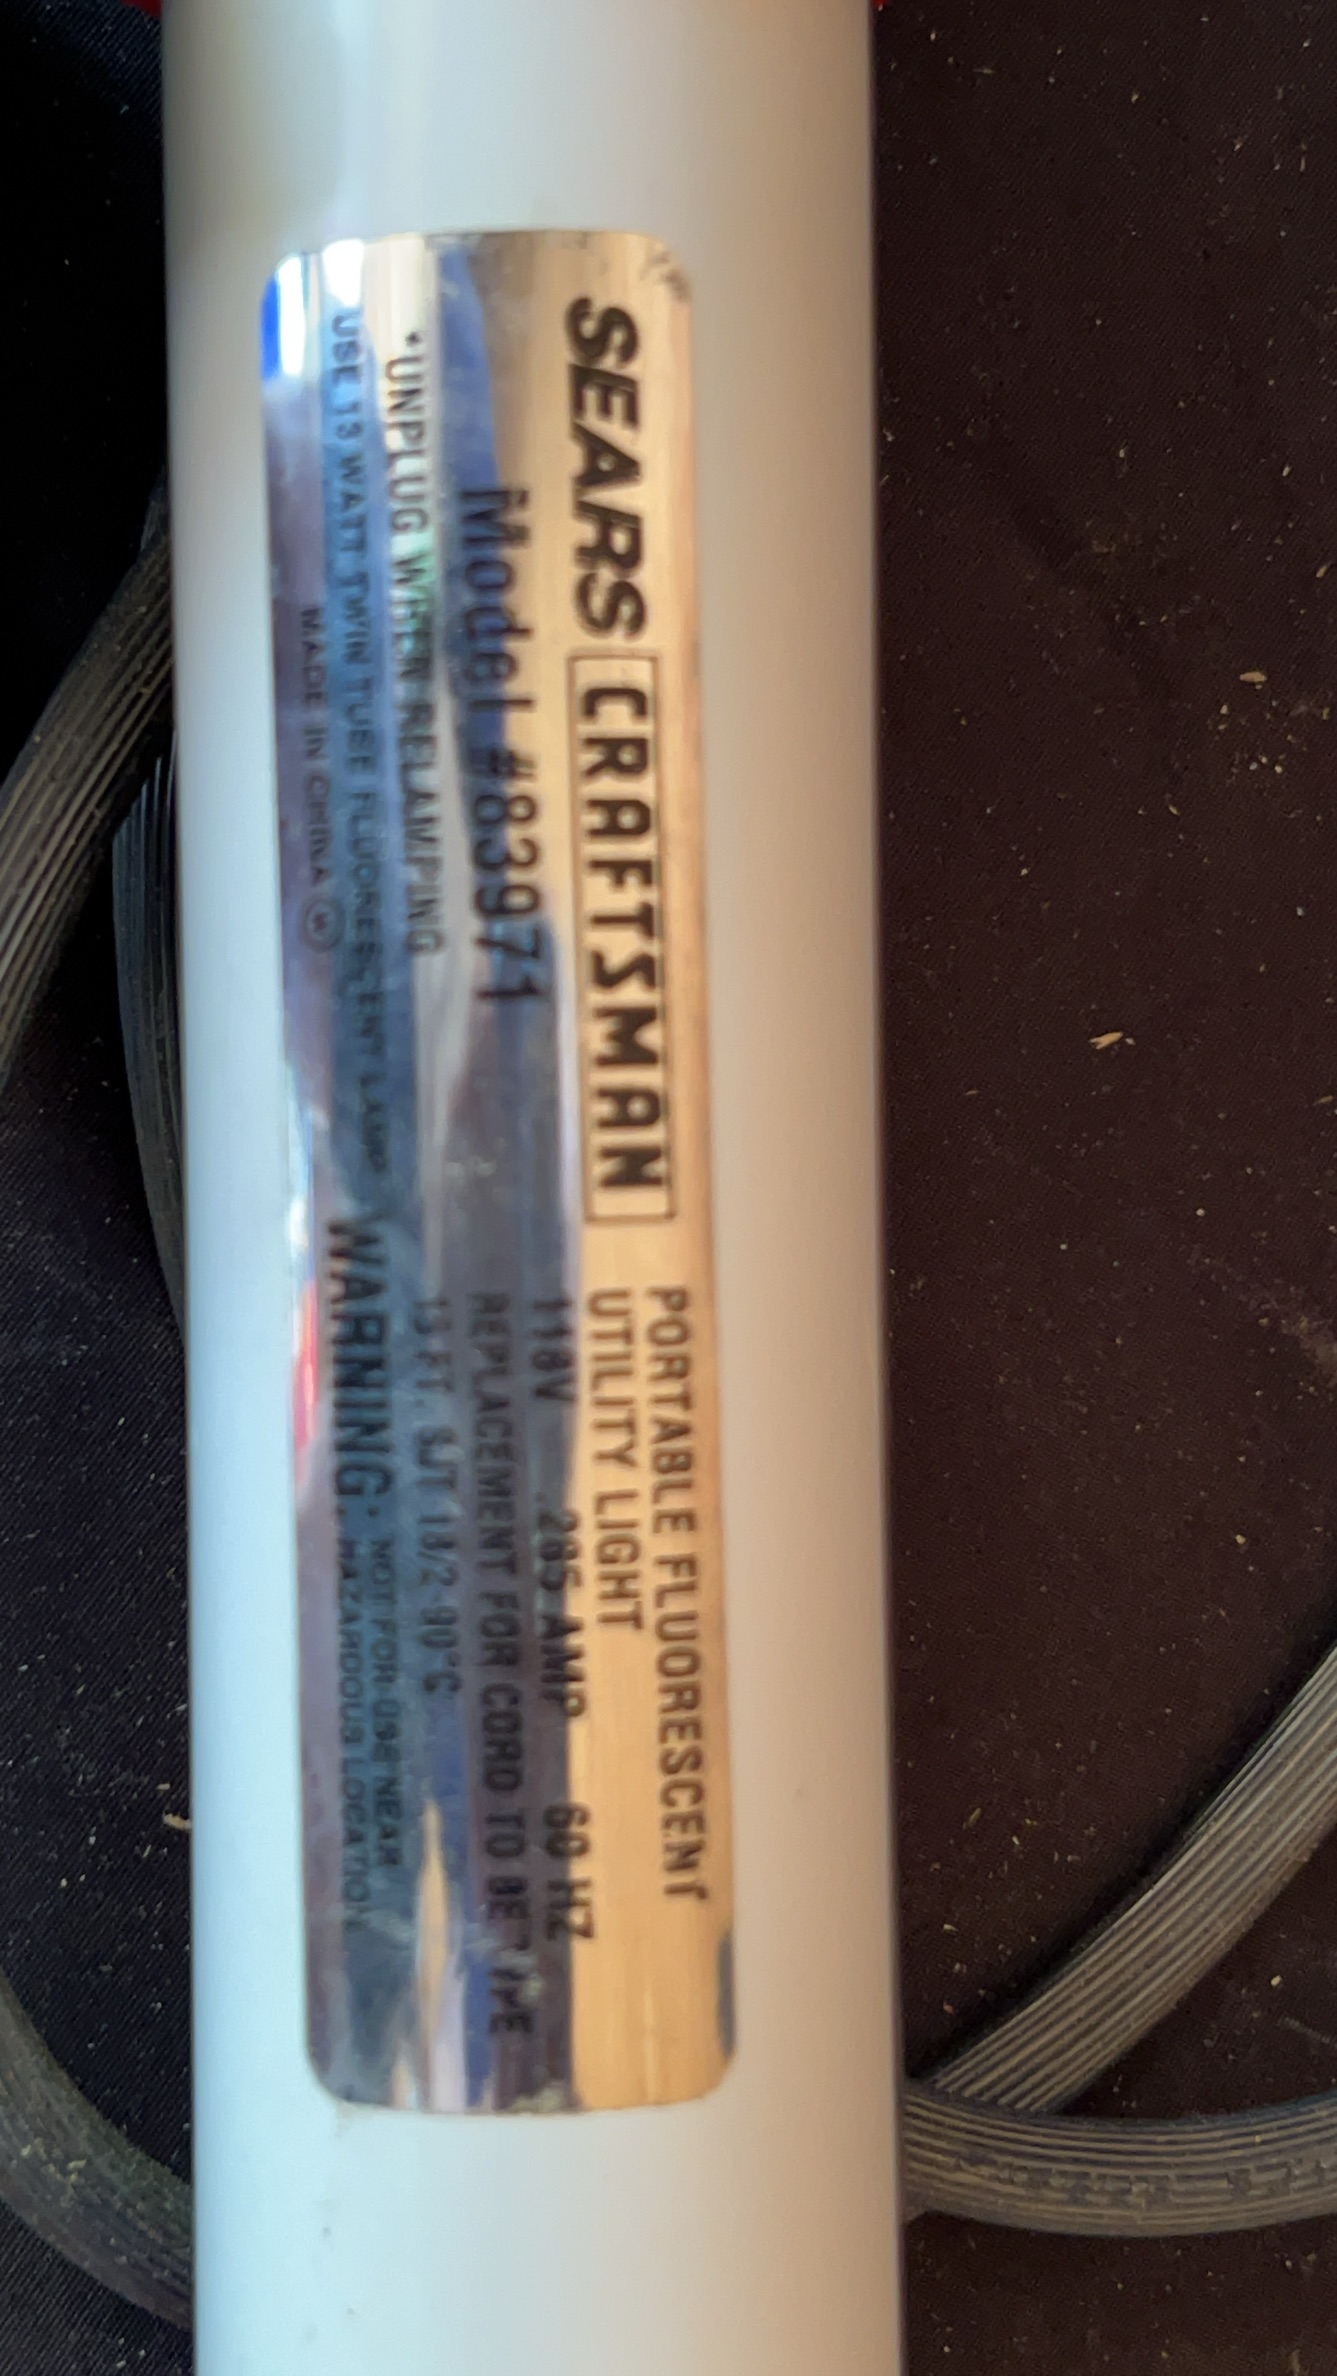 SEARS CRAFTSMAN
Model #83971
*UNPLUG WHEN RELAMPING
USE 13 WATT TWIN TUBE FLUORESCENT LAMP
MADE IN CHINA
PORTABLE FLUORESCENT
UTILITY LIGHT
118V .285 AMP 60 HZ
REPLACEMENT FOR CORD TO BE TYPE
FT. SJT 18/2 90°C
WARNING: NOT FOR USE NEAR
HAZARDOUS LOCATION